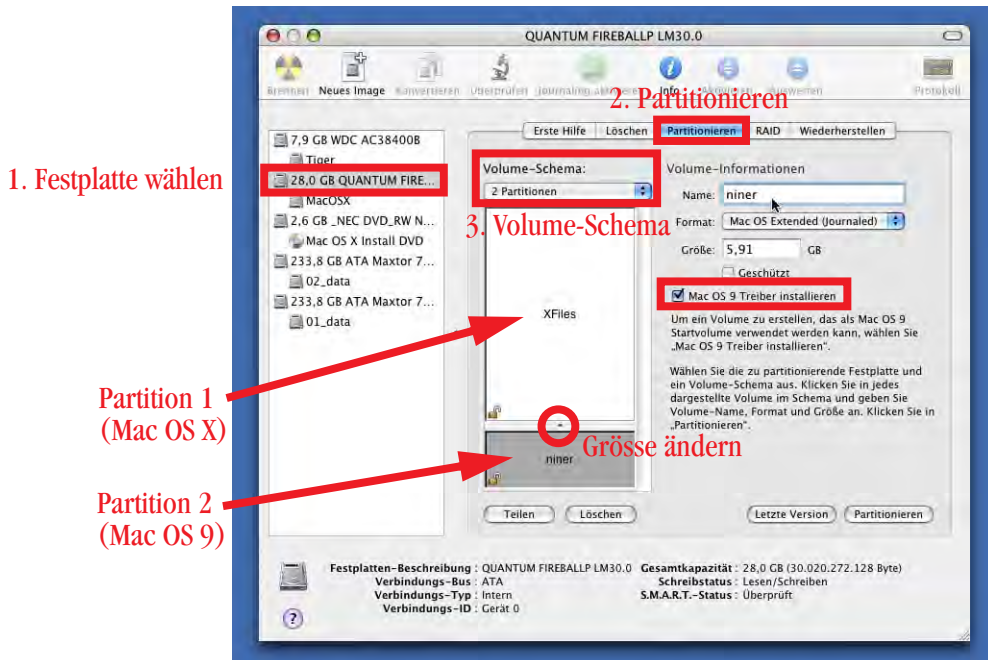 QUANTUM FIREBALLP LM30.0
Brennen Neues Image Konvertieren Überprüfen Journaling aktivieren Info Auswerfen Protokoll
2. Partitionieren
Erste Hilfe Löschen Partitionieren RAID Wiederherstellen
1. Festplatte wählen
7,9 GB WDC AC38400B
Tiger
28,0 GB QUANTUM FIRE...
MacOSX
2,6 GB _NEC DVD_RW N...
Mac OS X Install DVD
233,8 GB ATA Maxtor 7...
02_data
233,8 GB ATA Maxtor 7...
01_data
Volume-Schema:
2 Partitionen
3. Volume-Schema
XFiles
niner
Grösse ändern
Partition 1
(Mac OS X)
Partition 2
(Mac OS 9)
Teilen Löschen
Volume-Informationen
Name: niner
Format: Mac OS Extended (Journaled)
Größe: 5,91 GB
Geschützt
Mac OS 9 Treiber installieren
Um ein Volume zu erstellen, das als Mac OS 9
Startvolume verwendet werden kann, wählen Sie
„Mac OS 9 Treiber installieren".
Wählen Sie die zu partitionierende Festplatte und
ein Volume-Schema aus. Klicken Sie in jedes
dargestellte Volume im Schema und geben Sie
Volume-Name, Format und Größe an. Klicken Sie in
„Partitionieren".
Letzte Version Partitionieren
Festplatten-Beschreibung : QUANTUM FIREBALLP LM30.0
Verbindungs-Bus : ATA
Verbindungs-Typ : Intern
Verbindungs-ID : Gerät 0
Gesamtkapazität : 28,0 GB (30.020.272.128 Byte)
Schreibstatus : Lesen/Schreiben
S.M.A.R.T.-Status : Überprüft
?